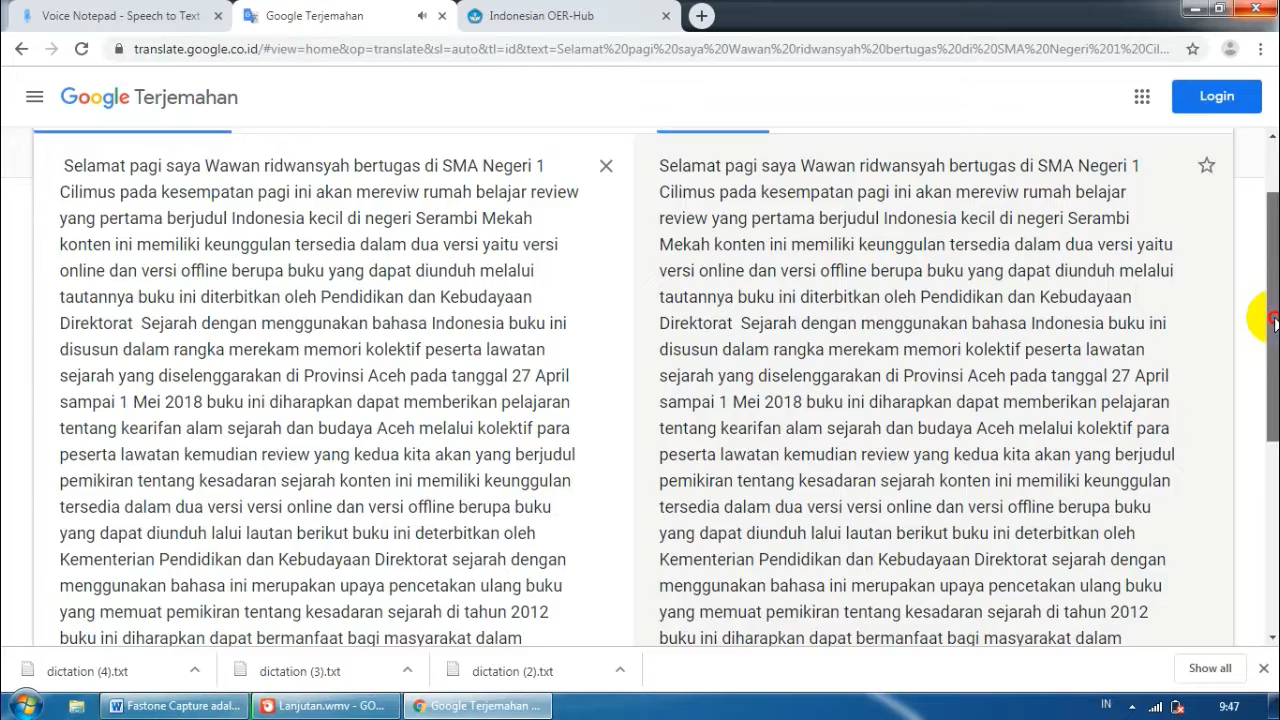 Voice Notepad - Speech to Text
Google Terjemahan
Indonesian OER-Hub
translate.google.co.id/#view=home&op=translate&sl=auto&tl=id&text=Selamat%20pagi%20saya%20Wawan%20ridwansyah%20bertugas%20di%20SMA%20Negeri%201%20Cil...
Google Terjemahan
Login
Selamat pagi saya Wawan ridwansyah bertugas di SMA Negeri 1
Cilimus pada kesempatan pagi ini akan mereviw rumah belajar review
yang pertama berjudul Indonesia kecil di negeri Serambi Mekah
konten ini memiliki keunggulan tersedia dalam dua versi yaitu versi
online dan versi offline berupa buku yang dapat diunduh melalui
tautannya buku ini diterbitkan oleh Pendidikan dan Kebudayaan
Direktorat  Sejarah dengan menggunakan bahasa Indonesia buku ini
disusun dalam rangka merekam memori kolektif peserta lawatan
sejarah yang diselenggarakan di Provinsi Aceh pada tanggal 27 April
sampai 1 Mei 2018 buku ini diharapkan dapat memberikan pelajaran
tentang kearifan alam sejarah dan budaya Aceh melalui kolektif para
peserta lawatan kemudian review yang kedua kita akan yang berjudul
pemikiran tentang kesadaran sejarah konten ini memiliki keunggulan
tersedia dalam dua versi versi online dan versi offline berupa buku
yang dapat diunduh lalui lautan berikut buku ini deterbitkan oleh
Kementerian Pendidikan dan Kebudayaan Direktorat sejarah dengan
menggunakan bahasa ini merupakan upaya pencetakan ulang buku
yang memuat pemikiran tentang kesadaran sejarah di tahun 2012
buku ini diharapkan dapat bermanfaat bagi masyarakat dalam
Selamat pagi saya Wawan ridwansyah bertugas di SMA Negeri 1
Cilimus pada kesempatan pagi ini akan mereviw rumah belajar
review yang pertama berjudul Indonesia kecil di negeri Serambi
Mekah konten ini memiliki keunggulan tersedia dalam dua versi yaitu
versi online dan versi offline berupa buku yang dapat diunduh melalui
tautannya buku ini diterbitkan oleh Pendidikan dan Kebudayaan
Direktorat  Sejarah dengan menggunakan bahasa Indonesia buku ini
disusun dalam rangka merekam memori kolektif peserta lawatan
sejarah yang diselenggarakan di Provinsi Aceh pada tanggal 27 April
sampai 1 Mei 2018 buku ini diharapkan dapat memberikan pelajaran
tentang kearifan alam sejarah dan budaya Aceh melalui kolektif para
peserta lawatan kemudian review yang kedua kita akan yang berjudul
pemikiran tentang kesadaran sejarah konten ini memiliki keunggulan
tersedia dalam dua versi versi online dan versi offline berupa buku
yang dapat diunduh lalui lautan berikut buku ini deterbitkan oleh
Kementerian Pendidikan dan Kebudayaan Direktorat sejarah dengan
menggunakan bahasa ini merupakan upaya pencetakan ulang buku
yang memuat pemikiran tentang kesadaran sejarah di tahun 2012
buku ini diharapkan dapat bermanfaat bagi masyarakat dalam
dictation (4).txt
dictation (3).txt
dictation (2).txt
Show all
Fastone Capture adal...
Lanjutan.wmv - GO...
Google Terjemahan ...
IN
9:47